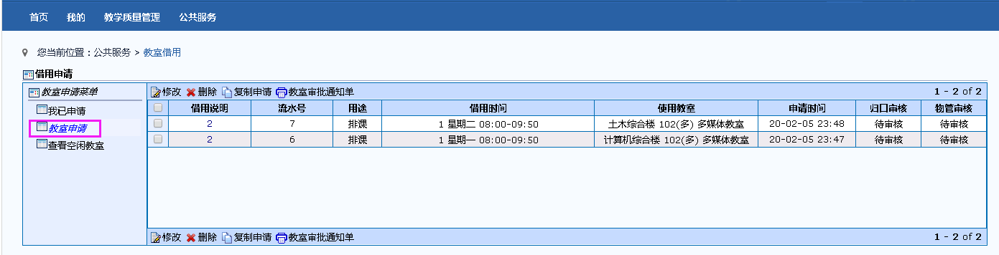 首页 我的 教学质量管理 公共服务
您当前位置：公共服务 > 教室借用
借用申请
教室申请菜单
我已申请
教室申请
查看空闲教室
修改 删除 复制申请 教室审批通知单 1 - 2 of 2
借用说明 流水号 用途 借用时间 使用教室 申请时间 归口审核 物管审核
2 7 排课 1 星期二 08:00-09:50 土木综合楼 102(多) 多媒体教室 20-02-05 23:48 待审核 待审核
2 6 排课 1 星期一 08:00-09:50 计算机综合楼 102(多) 多媒体教室 20-02-05 23:47 待审核 待审核
修改 删除 复制申请 教室审批通知单 1 - 2 of 2